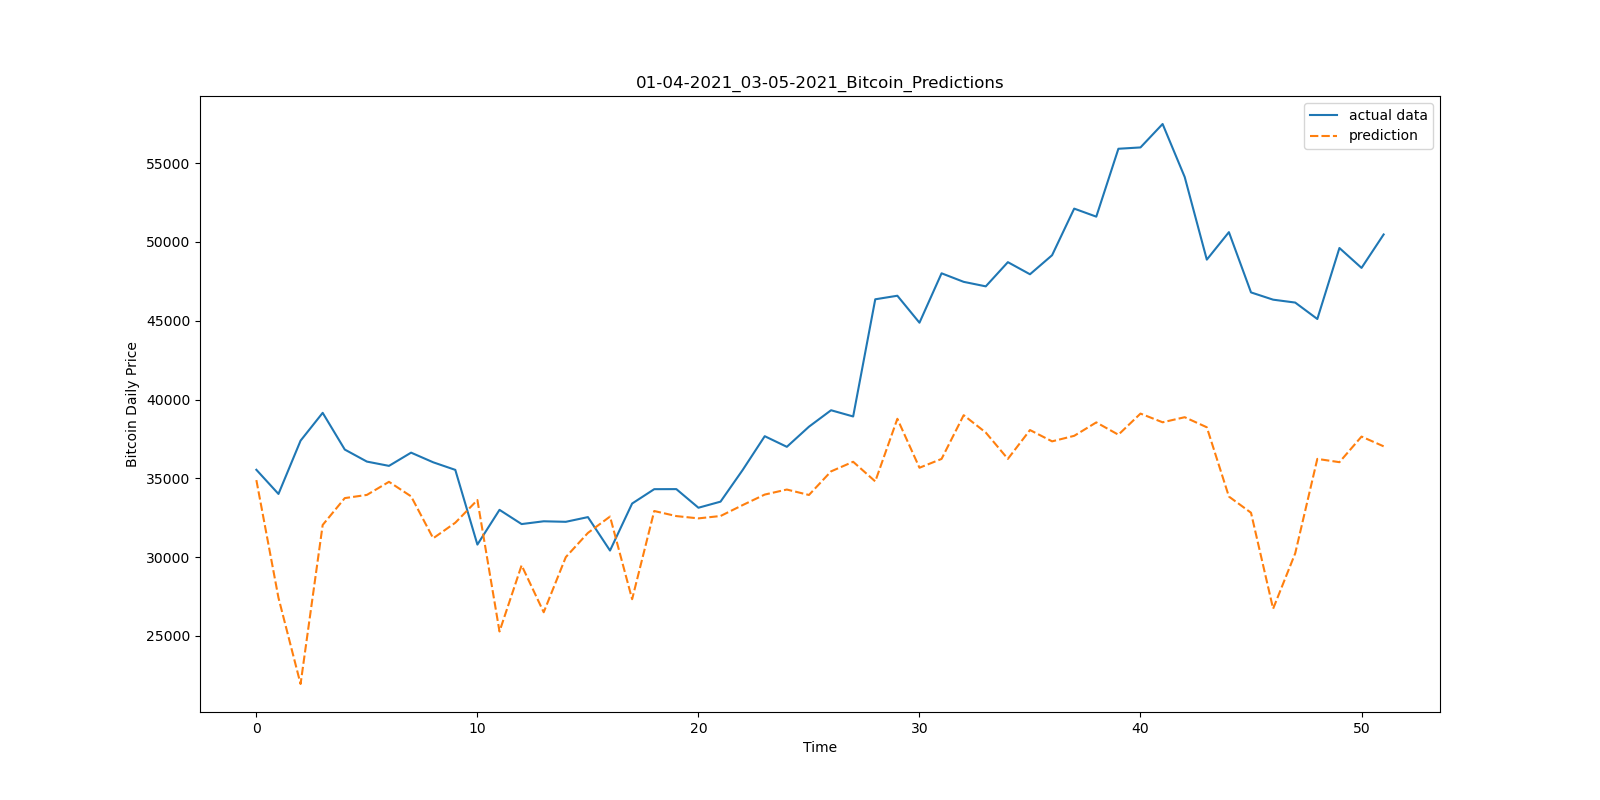 01-04-2021_03-05-2021_Bitcoin_Predictions
actual data
prediction
Bitcoin Daily Price
55000
50000
45000
40000
35000
30000
25000
0 10 20 30 40 50
Time